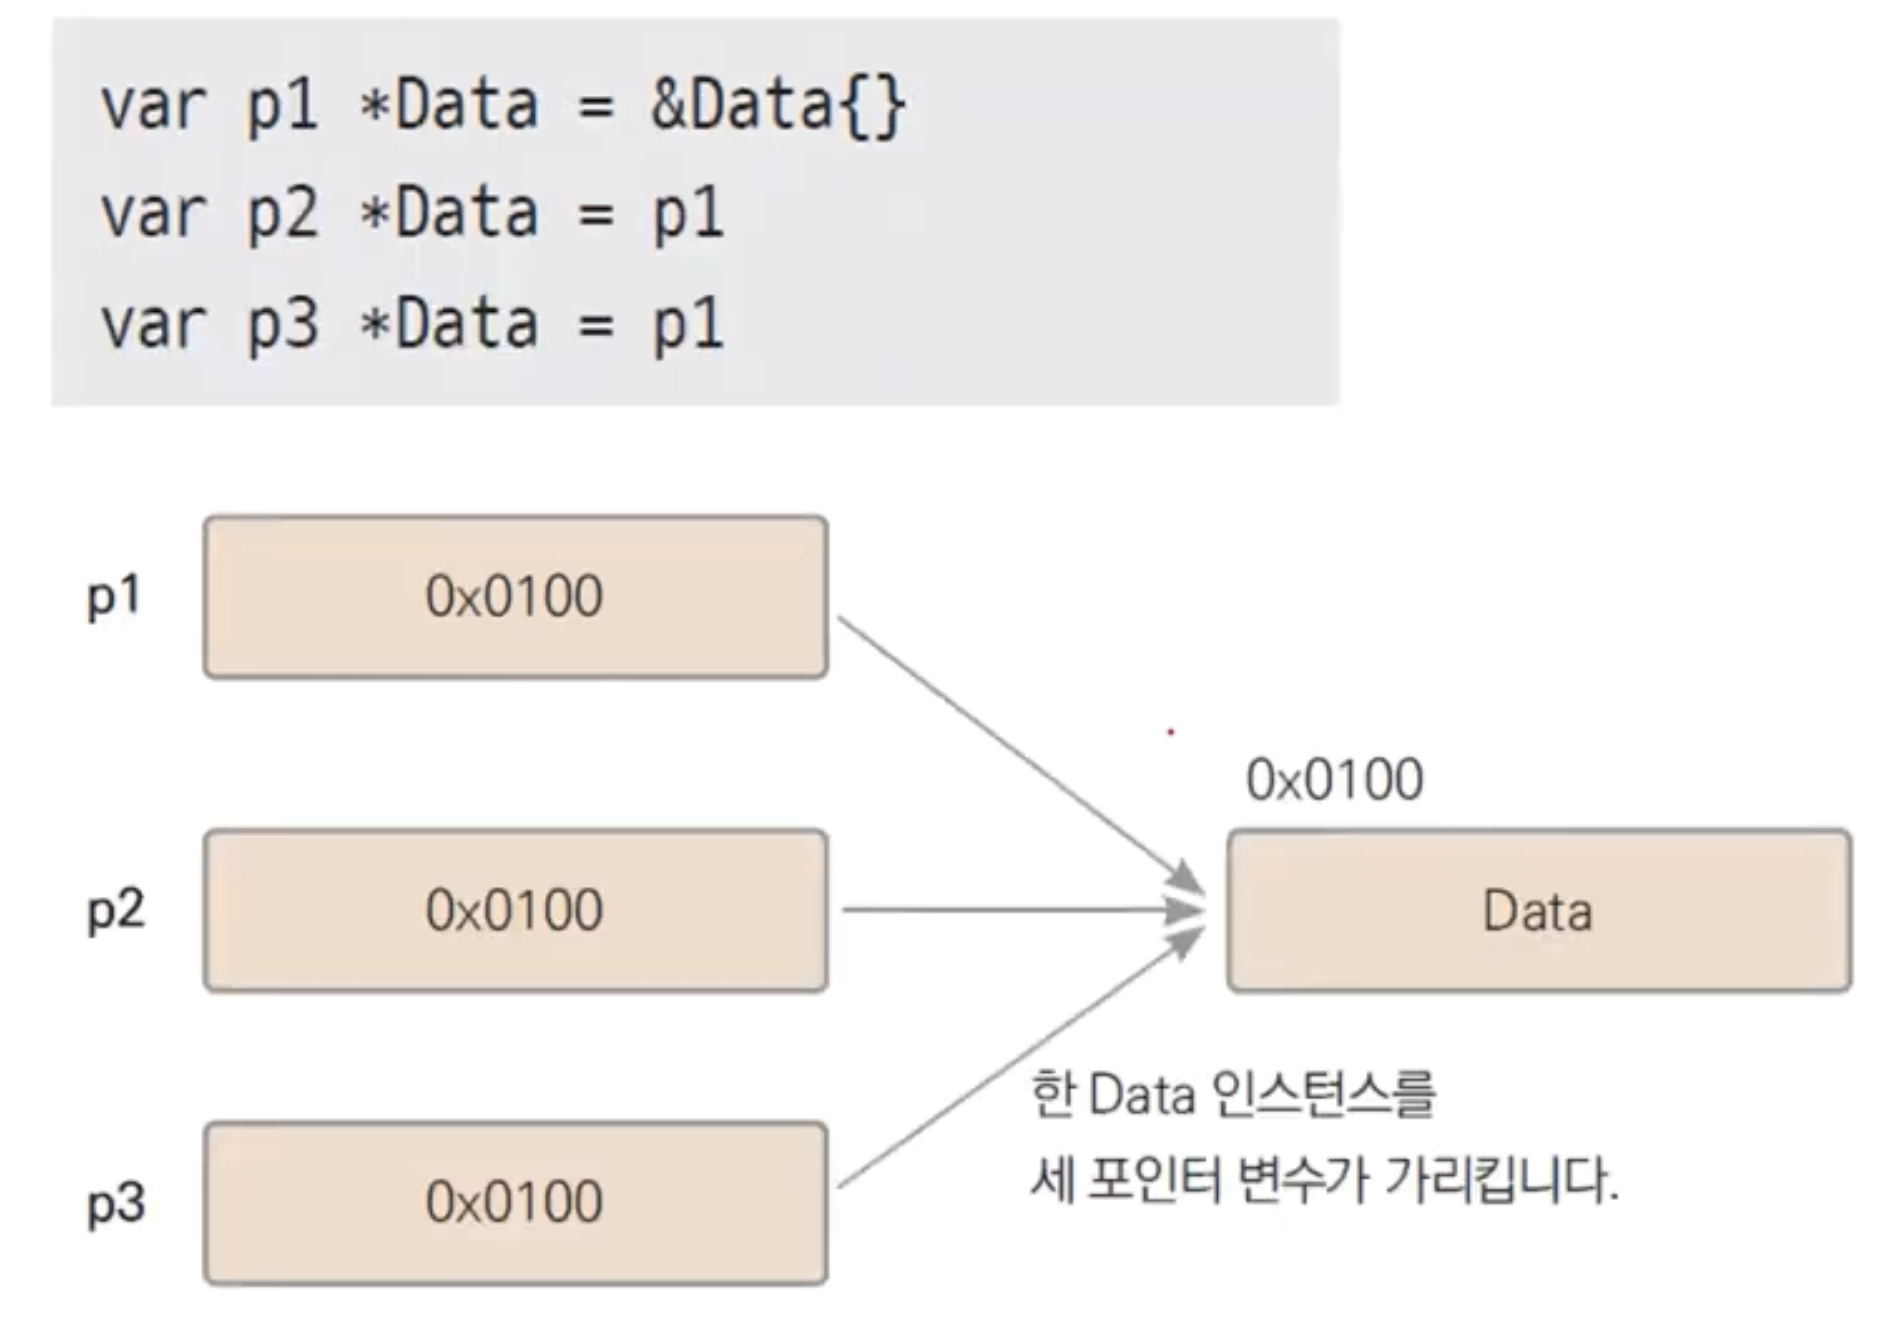 var p1 *Data = &Data{}
var p2 *Data = p1
var p3 *Data = p1
p1
0x0100
0x0100
p2
0x0100
Data
한 Data 인스턴스를
세 포인터 변수가 가리킵니다.
p3
0x0100